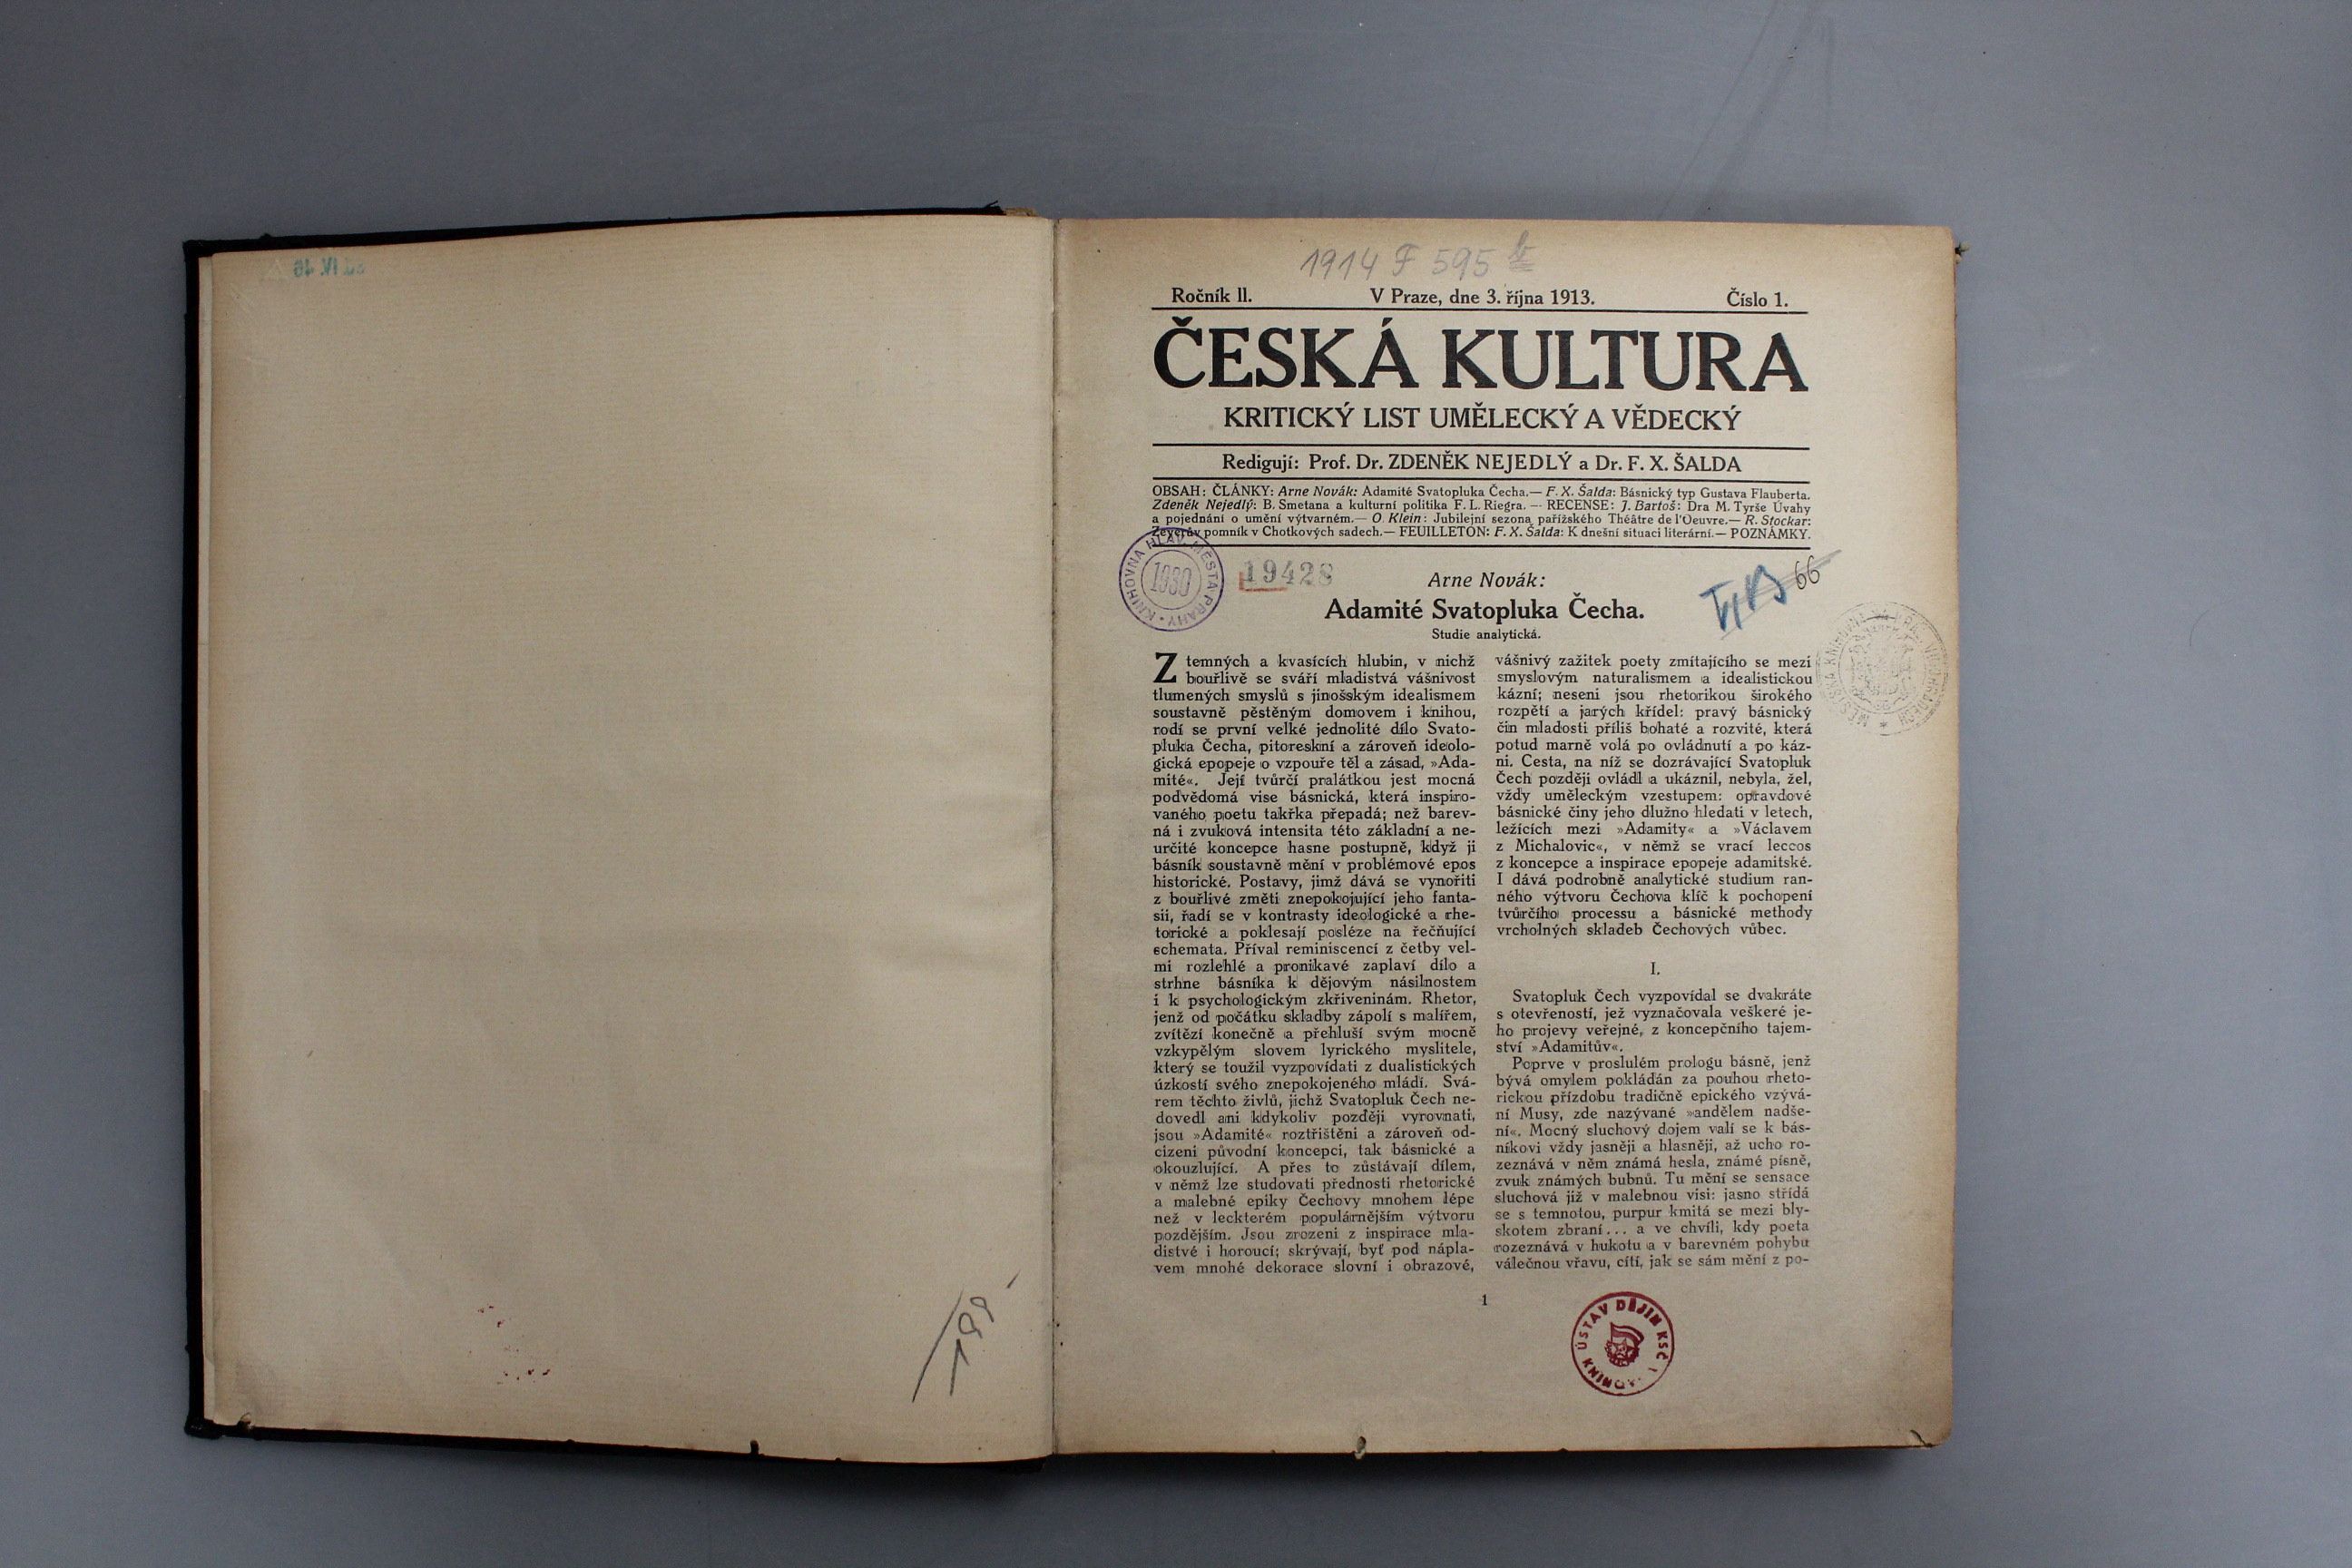 1914 F 595
Ročník II. V Praze, dne 3. října 1913. Číslo 1.
ČESKÁ KULTURA
KRITICKÝ LIST UMĚLECKÝ A VĚDECKÝ
Redigují: Prof. Dr. ZDENĚK NEJEDLÝ a Dr. F. X. ŠALDA
OBSAH: ČLÁNKY: Arne Novák: Adamité Svatopluka Čecha.— F. X. Šalda: Básnický typ Gustava Flauberta.
Zdeněk Nejedlý: B. Smetana a kulturní politika F. L. Riegra. — RECENSE: J. Bartoš: Dra M. Tyrše Úvahy
a pojednání o umění výtvarném.— O. Klein: Jubilejní sezona pařížského Théâtre de l'Oeuvre.— R. Stockar:
Zeyerův pomník v Chotkových sadech.— FEUILLETON: F. X. Šalda: K dnešní situaci literární.— POZNÁMKY.
KNIHOVNA HLAV. MĚSTA PRAHY
1930
19428
66
Arne Novák:
Adamité Svatopluka Čecha.
Studie analytická.
Z temných a kvasících hlubin, v nichž
bouřlivě se sváří mladistvá vášnivost
tlumených smyslů s jinošským idealismem
soustavně pěstěným domovem i knihou,
rodí se první velké jednolité dílo Svato-
pluka Čecha, pitoreskní a zároveň ideolo-
gická epopeje o vzpouře těl a zásad, »Ada-
mité«. Její tvůrčí pralátkou jest mocná
podvědomá vise básnická, která inspiro-
vaného poetu takřka přepadá; než barev-
ná i zvuková intensita této základní a ne-
určité koncepce hasne postupně, když ji
básník soustavně mění v problémové epos
historické. Postavy, jimž dává se vynořiti
z bouřlivé změti znepokojující jeho fanta-
sii, řadí se v kontrasty ideologické a rhe-
torické a poklesají posléze na řečňující
schemata. Příval reminiscencí z četby vel-
mi rozlehlé a pronikavé zaplaví dílo a
strhne básníka k dějovým násilnostem
i k psychologickým zkřiveninám. Rhetor,
jenž od počátku skladby zápolí s malířem,
zvítězí konečně a přehluší svým mocně
vzkypělým slovem lyrického myslitele,
který se toužil vyzpovídati z dualistických
úzkostí svého znepokojeného mládí. Svá-
rem těchto živlů, jichž Svatopluk Čech ne-
dovedl ani kdykoliv později vyrovnati,
jsou »Adamité« roztříštěni a zároveň od-
cizeni původní koncepci, tak básnické a
okouzlující. A přes to zůstávají dílem,
v němž lze studovati přednosti rhetorické
a malebné epiky Čechovy mnohem lépe
než v leckterém populárnějším výtvoru
pozdějším. Jsou zrozeni z inspirace mla-
distvé i horoucí; skrývají, byť pod nápla-
vem mnohé dekorace slovní i obrazové,
vášnivý zažitek poety zmítajícího se mezi
smyslovým naturalismem a idealistickou
kázní; neseni jsou rhetorikou širokého
rozpětí a jarých křídel: pravý básnický
čin mladosti příliš bohaté a rozvité, která
potud marně volá po ovládnutí a po káz-
ni. Cesta, na níž se dozrávající Svatopluk
Čech později ovládl a ukáznil, nebyla, žel,
vždy uměleckým vzestupem: opravdové
básnické činy jeho dlužno hledati v letech,
ležících mezi »Adamity« a »Václavem
z Michalovic«, v němž se vrací leccos
z koncepce a inspirace epopeje adamitské.
I dává podrobně analytické studium ran-
ného výtvoru Čechova klíč k pochopení
tvůrčího processu a básnické methody
vrcholných skladeb Čechových vůbec.
I.
Svatopluk Čech vyzpovídal se dvakráte
s otevřeností, jež vyznačovala veškeré je-
ho projevy veřejné, z koncepčního tajem-
ství »Adamitův«.
Poprve v proslulém prologu básně, jenž
bývá omylem pokládán za pouhou rheto-
rickou přízdobu tradičně epického vzývá-
ní Musy, zde nazývané »andělem nadše-
ní«. Mocný sluchový dojem valí se k bás-
níkovi vždy jasněji a hlasněji, až ucho ro-
zeznává v něm známá hesla, známé písně,
zvuk známých bubnů. Tu mění se sensace
sluchová již v malebnou visi: jasno střídá
se s temnotou, purpur kmitá se mezi bly-
skotem zbraní... a ve chvíli, kdy poeta
rozeznává v hukotu a v barevném pohybu
válečnou vřavu, cítí, jak se sám mění z po-
1
ÚSTAV DĚJIN KSČ